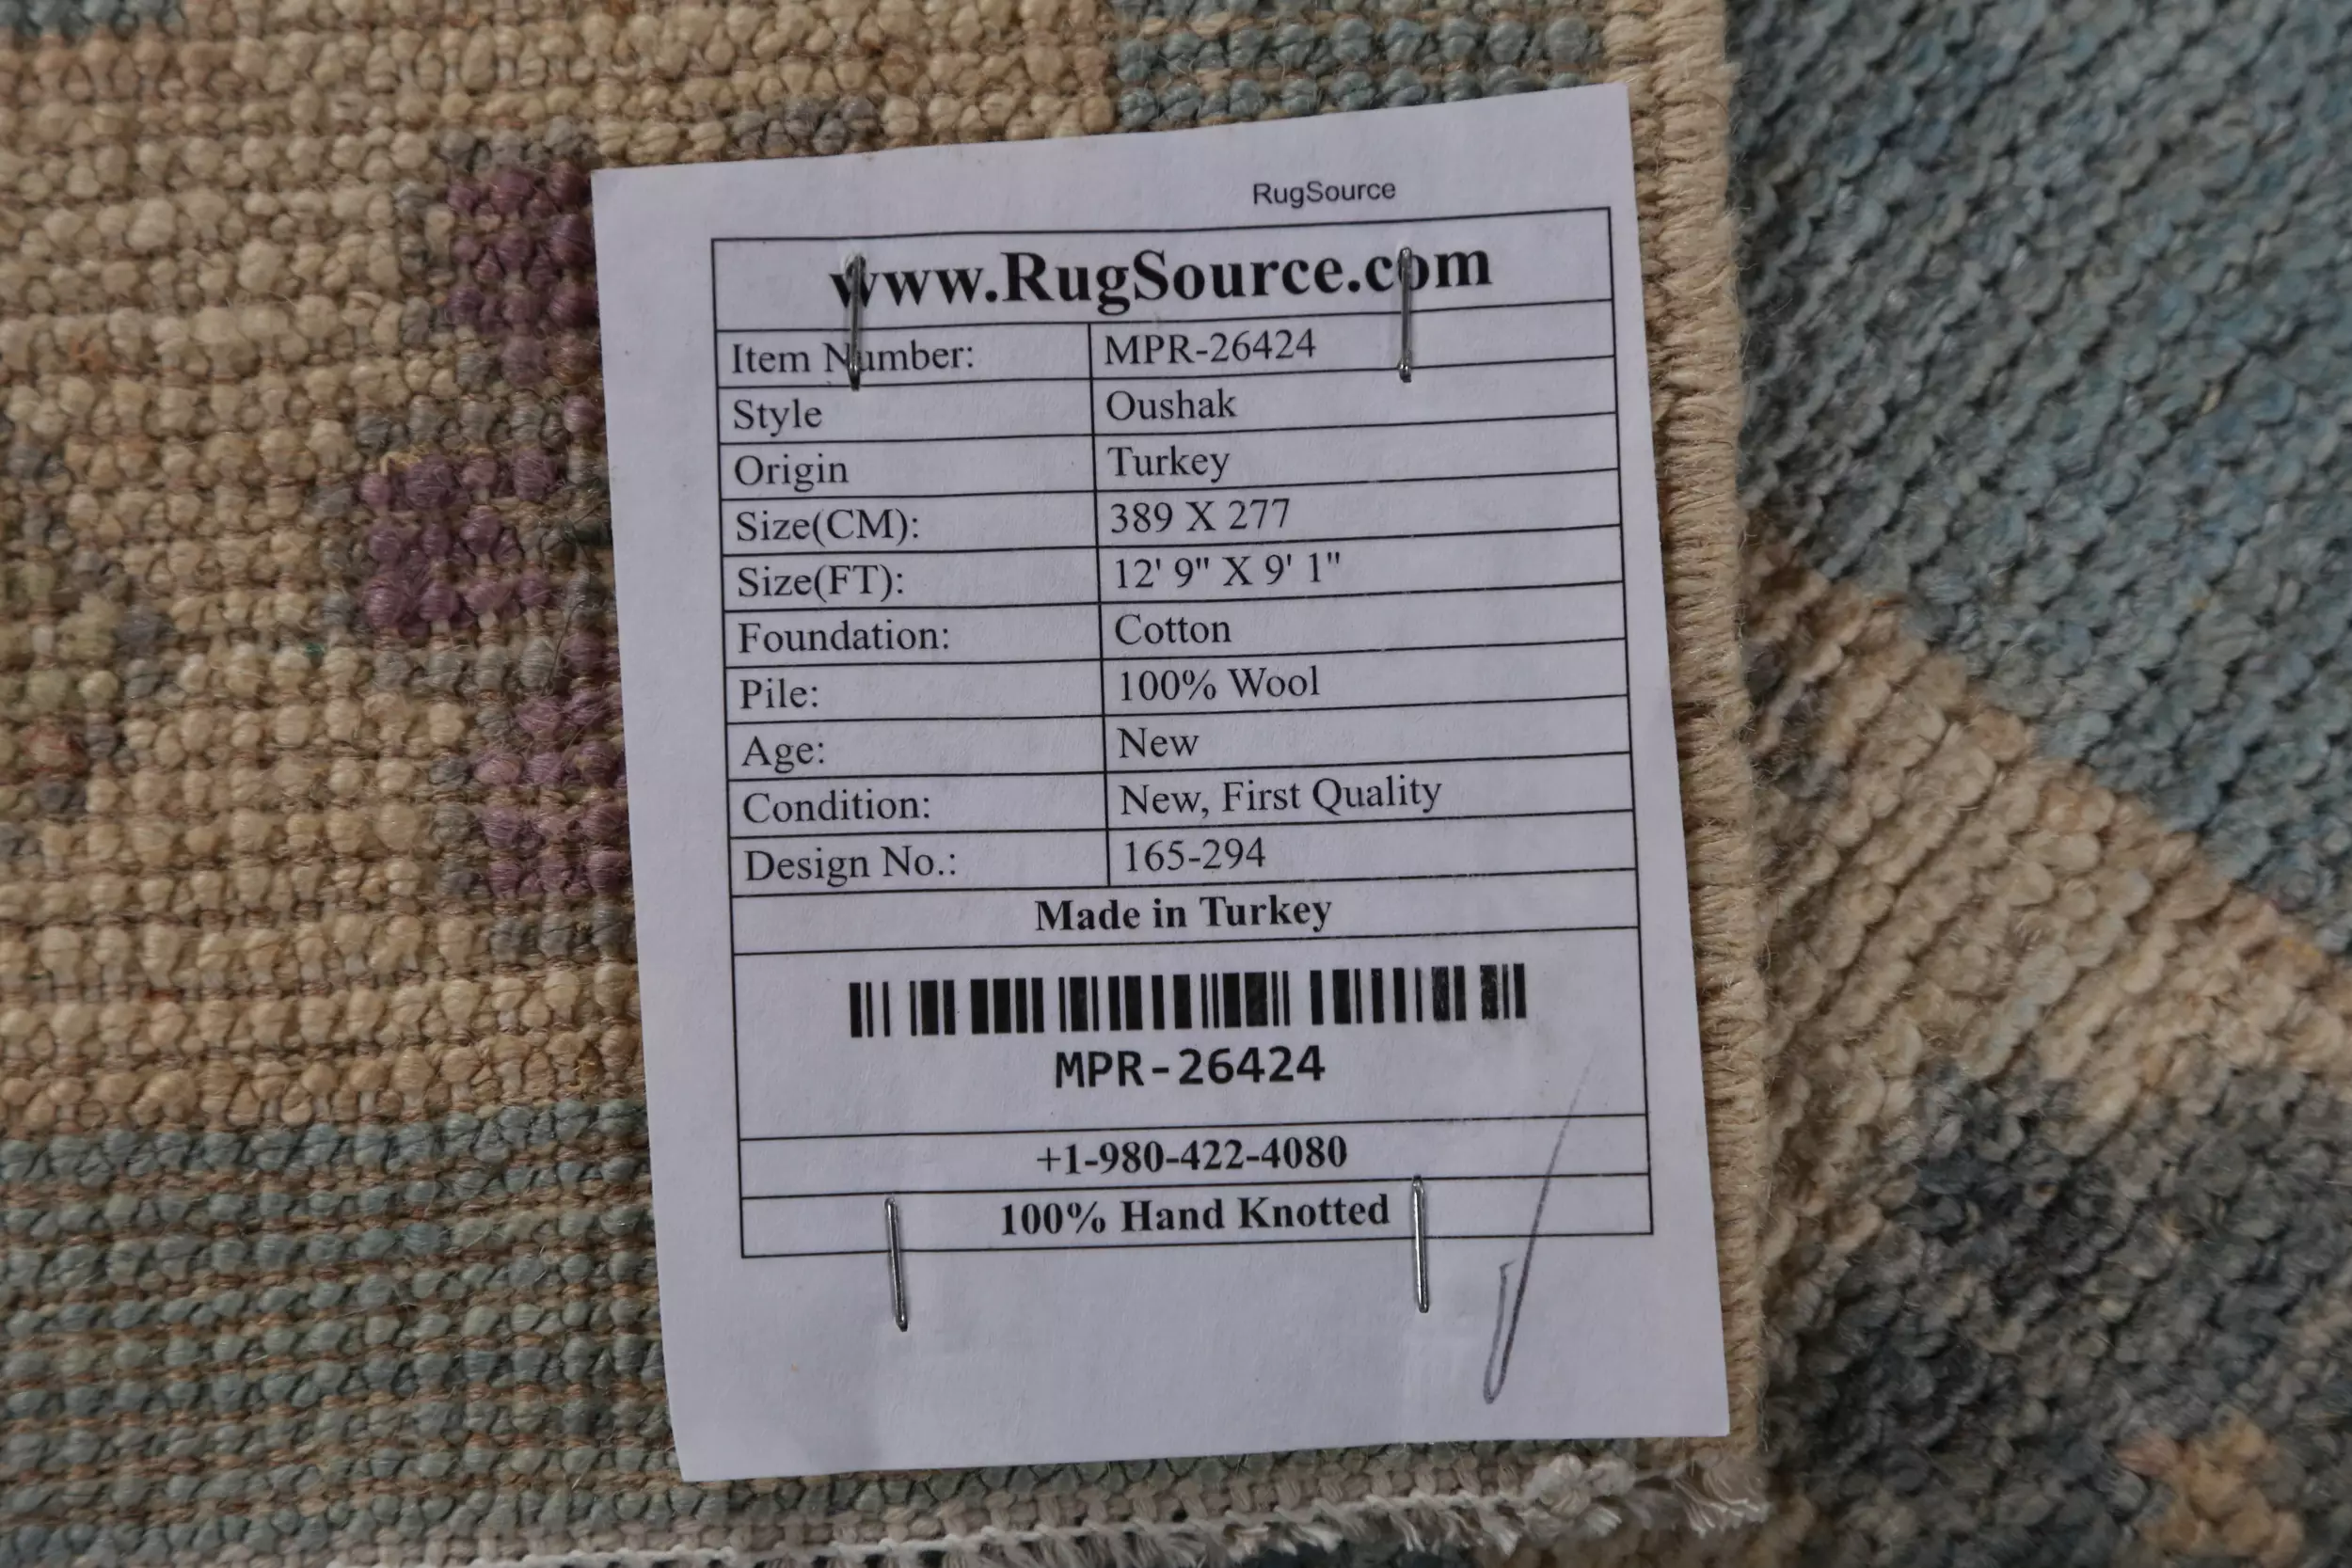 RugSource
www.RugSource.com
Item Number: MPR-26424
Style Oushak
Origin Turkey
Size(CM): 389 X 277
Size(FT): 12' 9" X 9' 1"
Foundation: Cotton
Pile: 100% Wool
Age: New
Condition: New, First Quality
Design No.: 165-294
Made in Turkey
MPR-26424
+1-980-422-4080
100% Hand Knotted